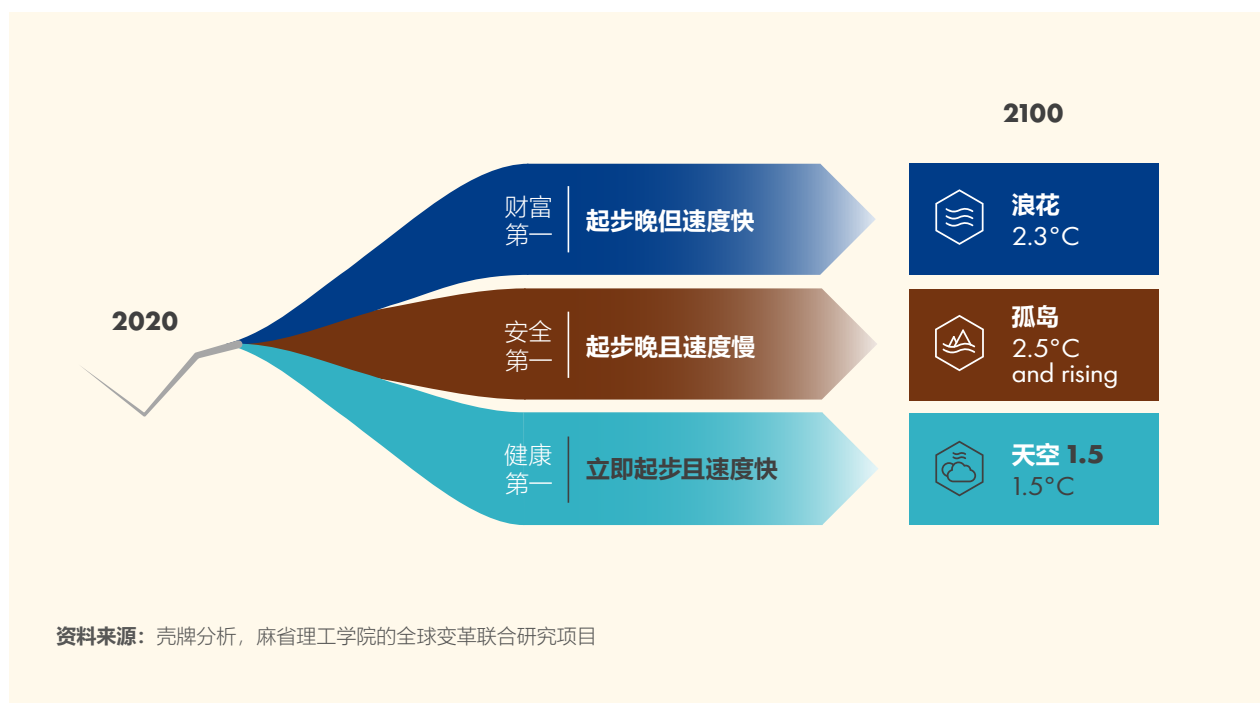 2100
2020
财富
第一
起步晚但速度快
浪花
2.3°C
安全
第一
起步晚且速度慢
孤岛
2.5°C
and rising
健康
第一
立即起步且速度快
天空 1.5
1.5°C
资料来源：壳牌分析，麻省理工学院的全球变革联合研究项目